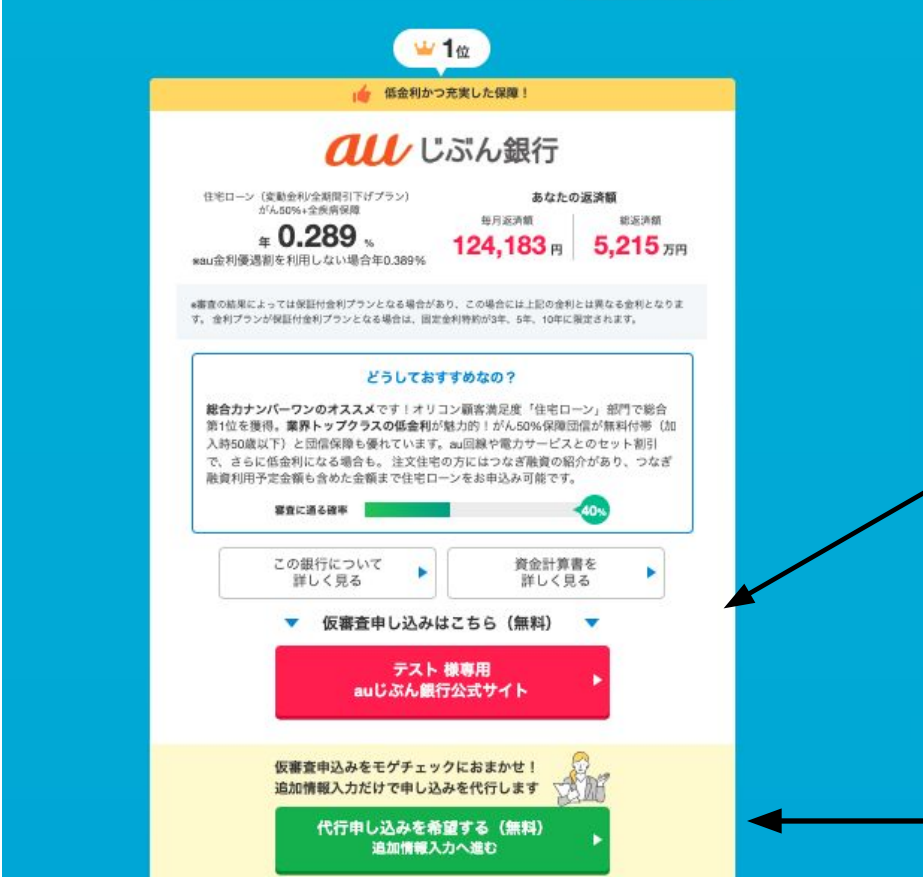 1位
低金利かつ充実した保障！
au じぶん銀行
住宅ローン（変動金利/全期間引下げプラン）
がん50%+全疾病保障
年 0.289 %
※au金利優遇割を利用しない場合年0.389%
あなたの返済額
毎月返済額
124,183 円
総返済額
5,215 万円
※審査の結果によっては保証付金利プランとなる場合があり、この場合には上記の金利とは異なる金利となりま
す。 金利プランが保証付金利プランとなる場合は、固定金利特約が3年、5年、10年に限定されます。
どうしておすすめなの？
総合力ナンバーワンのオススメです！オリコン顧客満足度「住宅ローン」部門で総合
第1位を獲得。業界トップクラスの低金利が魅力的！がん50%保障団信が無料付帯（加
入時50歳以下）と団信保障も優れています。au回線や電力サービスとのセット割引
で、さらに低金利になる場合も。 注文住宅の方にはつなぎ融資の紹介があり、つなぎ
融資利用予定金額も含めた金額まで住宅ローンをお申込み可能です。
審査に通る確率 40%
この銀行について
詳しく見る
資金計算書を
詳しく見る
仮審査申し込みはこちら（無料）
テスト 様専用
auじぶん銀行公式サイト
仮審査申込みをモゲチェックにおまかせ！
追加情報入力だけで申し込みを代行します
代行申し込みを希望する（無料）
追加情報入力へ進む